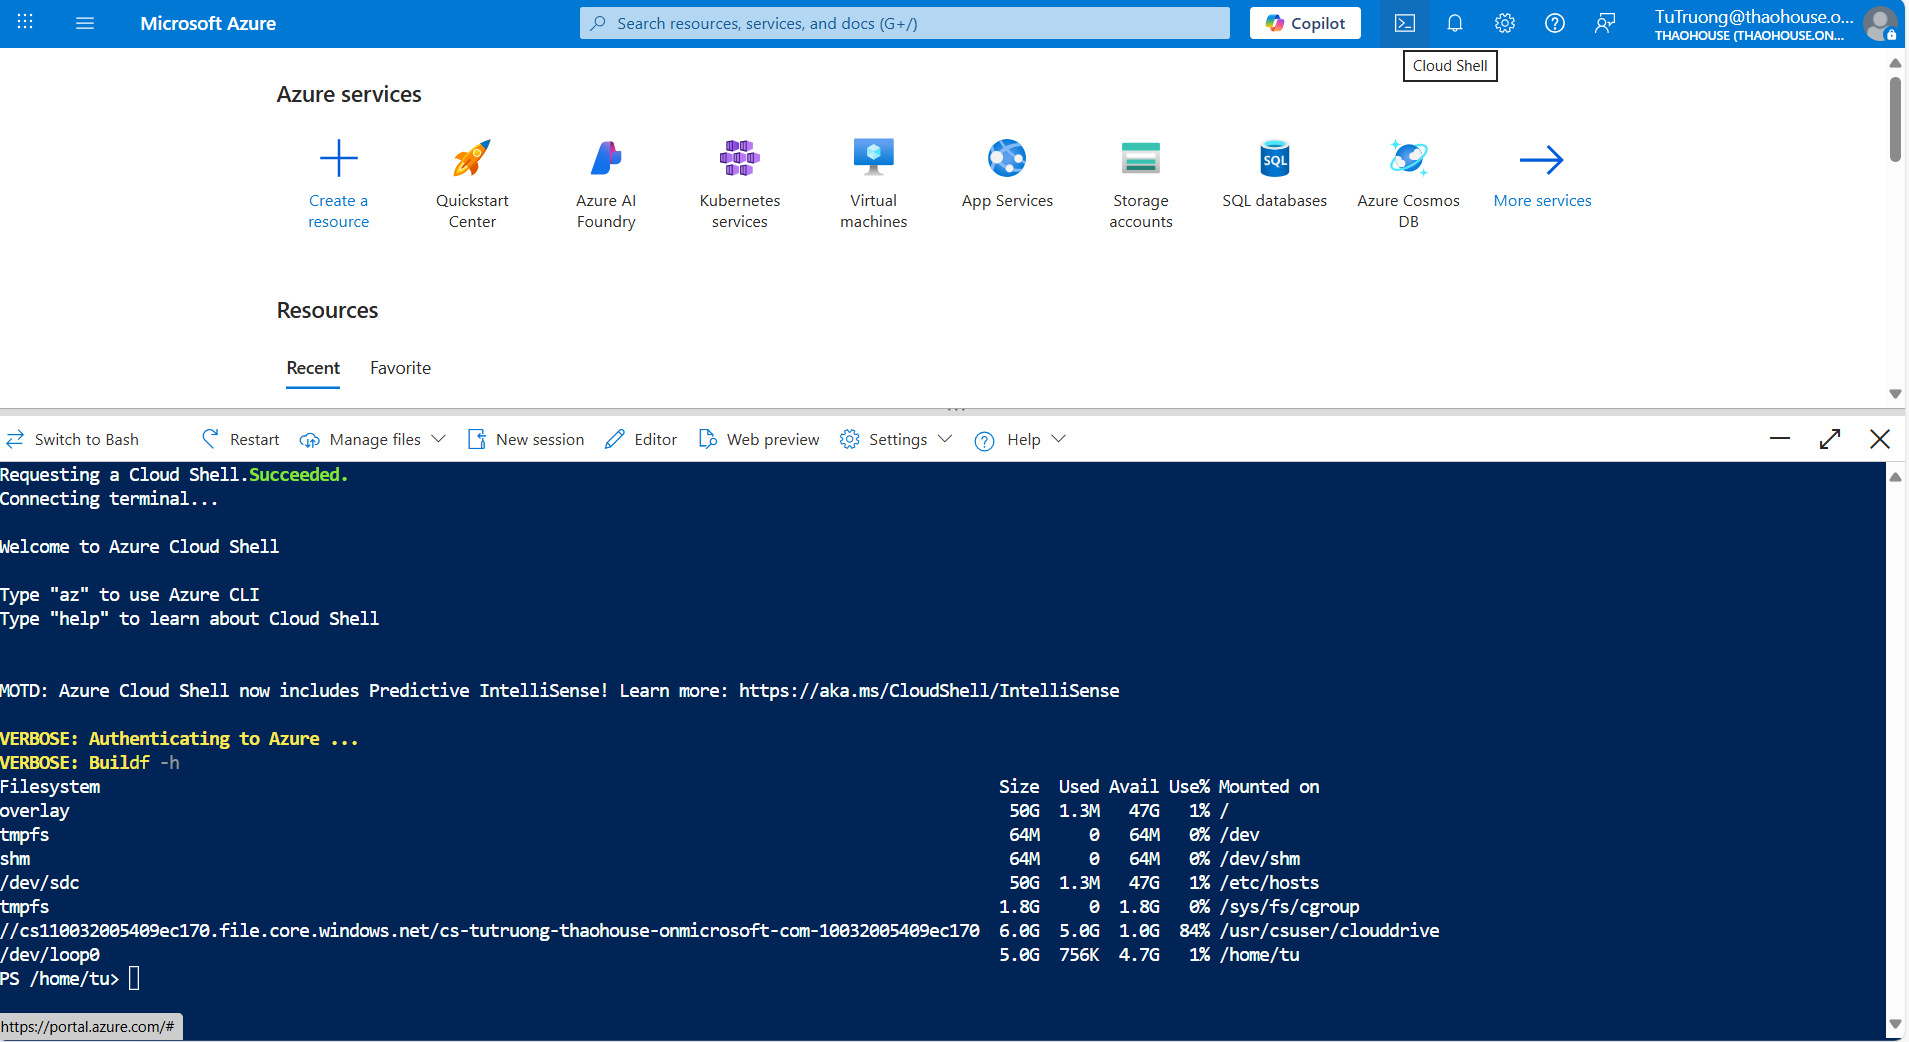 Microsoft Azure
Search resources, services, and docs (G+/)
Copilot
TuTruong@thaohouse.o...
THAOHOUSE (THAOHOUSE.ON...
Cloud Shell
Azure services
Create a resource
Quickstart Center
Azure AI Foundry
Kubernetes services
Virtual machines
App Services
Storage accounts
SQL
SQL databases
Azure Cosmos DB
More services
Resources
Recent Favorite
Switch to Bash Restart Manage files New session Editor Web preview Settings Help
Requesting a Cloud Shell.Succeeded.
Connecting terminal...
Welcome to Azure Cloud Shell
Type "az" to use Azure CLI
Type "help" to learn about Cloud Shell
MOTD: Azure Cloud Shell now includes Predictive IntelliSense! Learn more: https://aka.ms/CloudShell/IntelliSense
VERBOSE: Authenticating to Azure ...
VERBOSE: Buildf -h
Filesystem Size Used Avail Use% Mounted on
overlay 50G 1.3M 47G 1% /
tmpfs 64M 0 64M 0% /dev
shm 64M 0 64M 0% /dev/shm
/dev/sdc 50G 1.3M 47G 1% /etc/hosts
tmpfs 1.8G 0 1.8G 0% /sys/fs/cgroup
//cs110032005409ec170.file.core.windows.net/cs-tutruong-thaohouse-onmicrosoft-com-10032005409ec170 6.0G 5.0G 1.0G 84% /usr/csuser/clouddrive
/dev/loop0 5.0G 756K 4.7G 1% /home/tu
PS /home/tu>
https://portal.azure.com/#